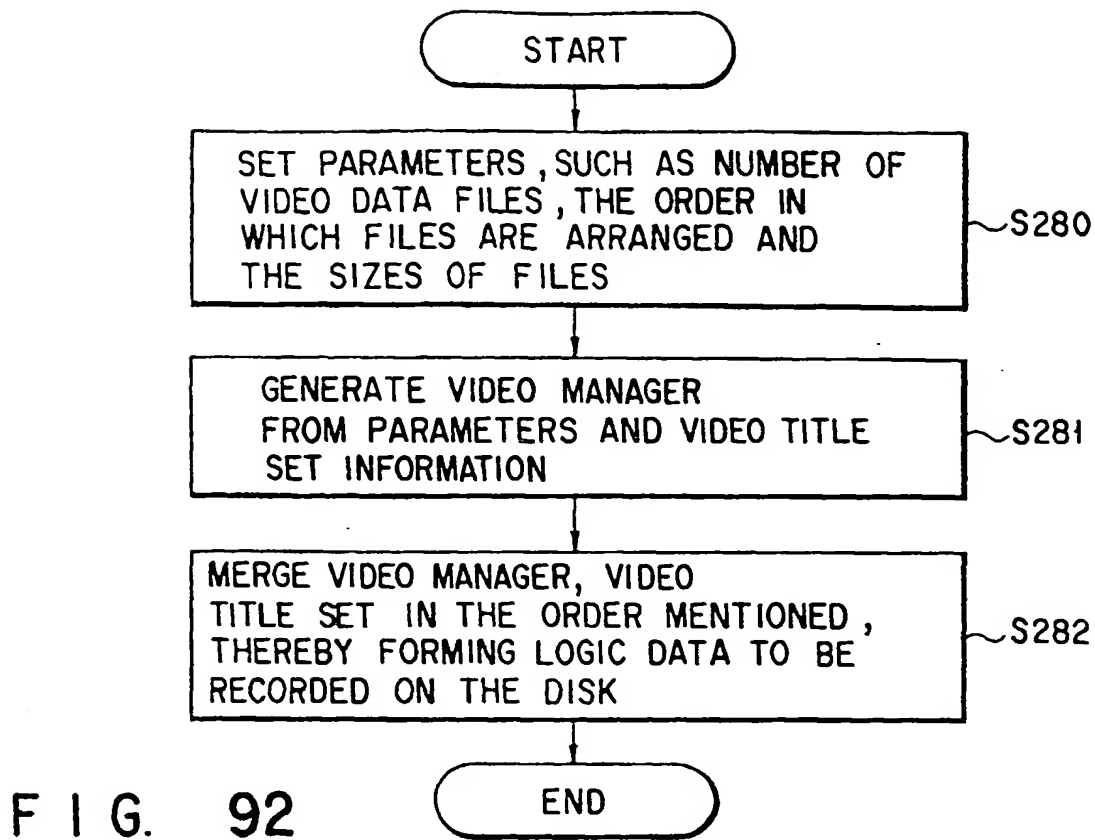 START
SET PARAMETERS, SUCH AS NUMBER OF
VIDEO DATA FILES, THE ORDER IN
WHICH FILES ARE ARRANGED AND
THE SIZES OF FILES
S280
GENERATE VIDEO MANAGER
FROM PARAMETERS AND VIDEO TITLE
SET INFORMATION
S281
MERGE VIDEO MANAGER, VIDEO
TITLE SET IN THE ORDER MENTIONED,
THEREBY FORMING LOGIC DATA TO BE
RECORDED ON THE DISK
S282
END
FIG. 92